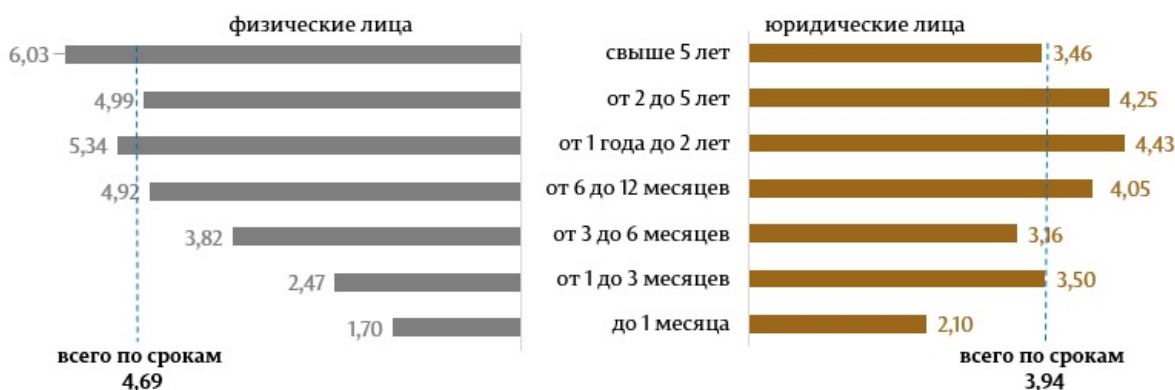 физические лица
юридические лица
6,03 свыше 5 лет 3,46
4,99 от 2 до 5 лет 4,25
5,34 от 1 года до 2 лет 4,43
4,92 от 6 до 12 месяцев 4,05
3,82 от 3 до 6 месяцев 3,16
2,47 от 1 до 3 месяцев 3,50
1,70 до 1 месяца 2,10
всего по срокам
4,69
всего по срокам
3,94